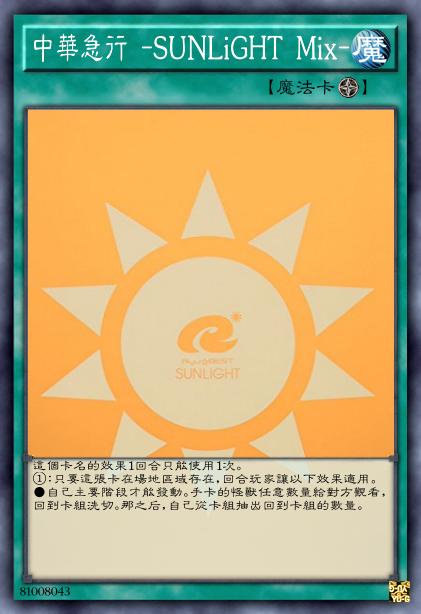 中華急行 -SUNLiGHT Mix-魔
【魔法卡】
SUNLIGHT
這個卡名的效果1回合只能使用1次。
①:只要這張卡在場地區域存在,回合玩家讓以下效果適用。
●自己主要階段才能發動。手卡的怪獸任意數量給對方觀看,
回到卡組洗切。那之后,自己從卡組抽出回到卡組的數量。
81008043